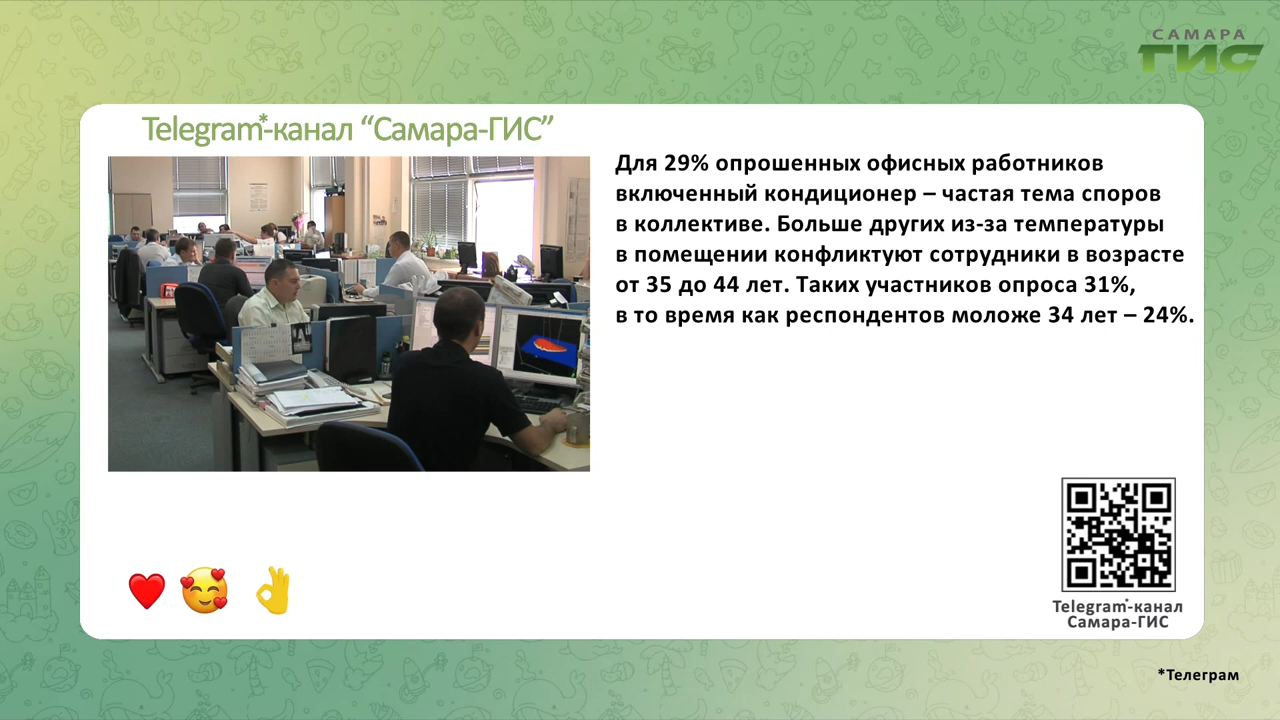 САМАРА
ГИС
Telegram*-канал “Самара-ГИС”
Для 29% опрошенных офисных работников
включенный кондиционер – частая тема споров
в коллективе. Больше других из-за температуры
в помещении конфликтуют сотрудники в возрасте
от 35 до 44 лет. Таких участников опроса 31%,
в то время как респондентов моложе 34 лет – 24%.
Telegram*-канал
Самара-ГИС
*Телеграм